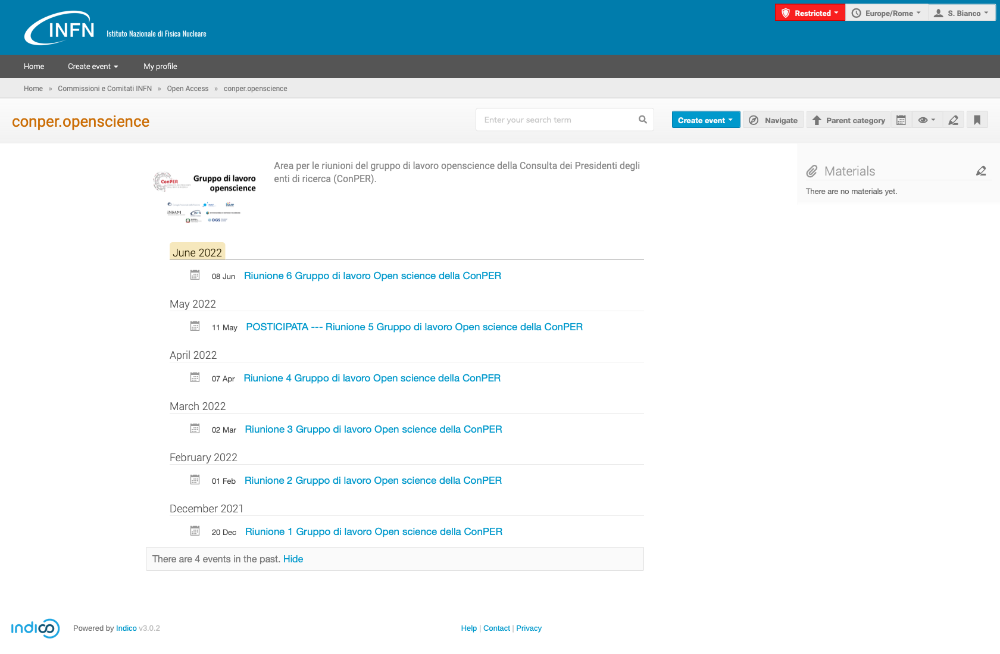 INFN Istituto Nazionale di Fisica Nucleare
Restricted Europe/Rome S. Bianco
Home Create event My profile
Home » Commissioni e Comitati INFN » Open Access » conper.openscience
conper.openscience
Enter your search term
Create event Navigate Parent category
ConPER
Gruppo di lavoro
openscience
INFN
OGS
Area per le riunioni del gruppo di lavoro openscience della Consulta dei Presidenti degli
enti di ricerca (ConPER).
Materials
There are no materials yet.
June 2022
08 Jun Riunione 6 Gruppo di lavoro Open science della ConPER
May 2022
11 May POSTICIPATA --- Riunione 5 Gruppo di lavoro Open science della ConPER
April 2022
07 Apr Riunione 4 Gruppo di lavoro Open science della ConPER
March 2022
02 Mar Riunione 3 Gruppo di lavoro Open science della ConPER
February 2022
01 Feb Riunione 2 Gruppo di lavoro Open science della ConPER
December 2021
20 Dec Riunione 1 Gruppo di lavoro Open science della ConPER
There are 4 events in the past. Hide
indico Powered by Indico v3.0.2
Help | Contact | Privacy